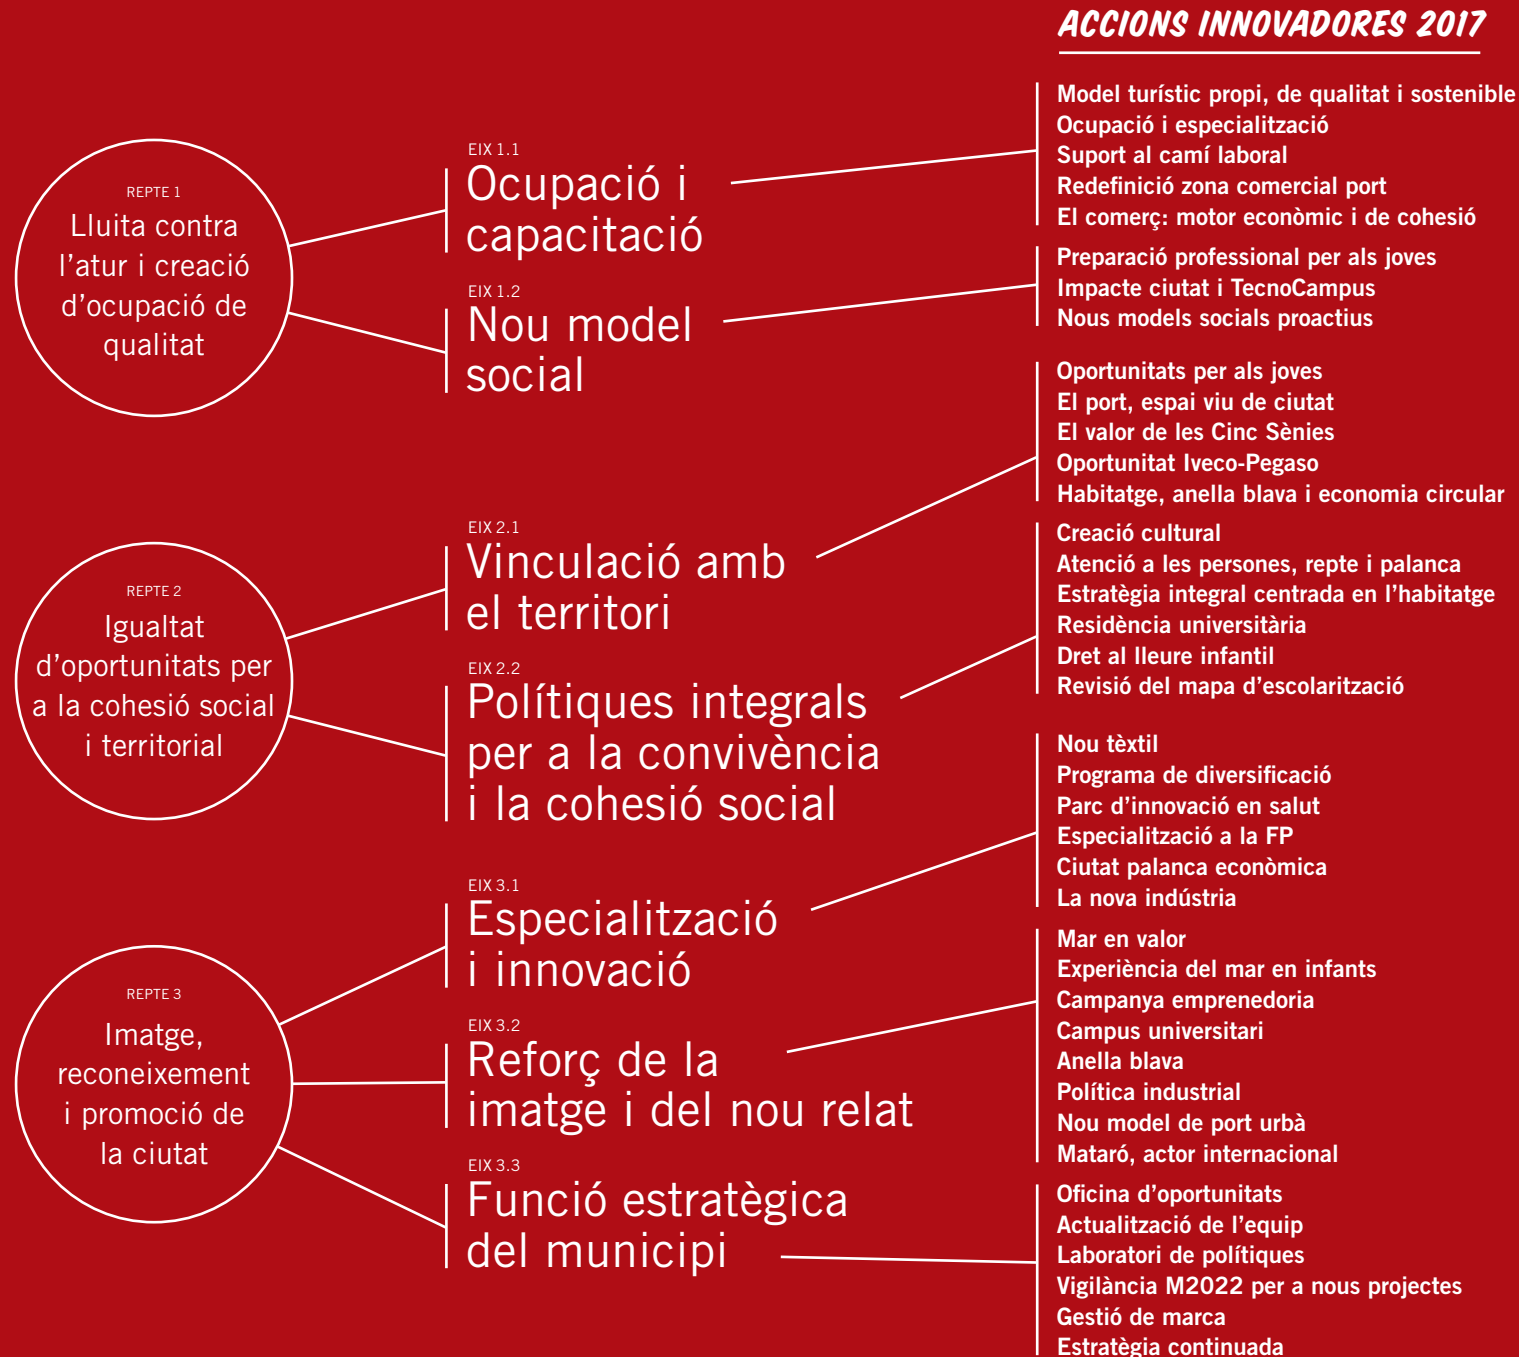 ACCIONS INNOVADORES 2017
REPTE 1
Lluita contra
l'atur i creació
d'ocupació de
qualitat
EIX 1.1
Ocupació i
capacitació
Model turístic propi, de qualitat i sostenible
Ocupació i especialització
Suport al camí laboral
Redefinició zona comercial port
El comerç: motor econòmic i de cohesió
EIX 1.2
Nou model
social
Preparació professional per als joves
Impacte ciutat i TecnoCampus
Nous models socials proactius
REPTE 2
Igualtat
d'oportunitats per
a la cohesió social
i territorial
EIX 2.1
Vinculació amb
el territori
Oportunitats per als joves
El port, espai viu de ciutat
El valor de les Cinc Sènies
Oportunitat Iveco-Pegaso
Habitatge, anella blava i economia circular
EIX 2.2
Polítiques integrals
per a la convivència
i la cohesió social
Creació cultural
Atenció a les persones, repte i palanca
Estratègia integral centrada en l'habitatge
Residència universitària
Dret al lleure infantil
Revisió del mapa d'escolarització
REPTE 3
Imatge,
reconeixement
i promoció de
la ciutat
EIX 3.1
Especialització
i innovació
Nou tèxtil
Programa de diversificació
Parc d'innovació en salut
Especialització a la FP
Ciutat palanca econòmica
La nova indústria
EIX 3.2
Reforç de la
imatge i del nou relat
Mar en valor
Experiència del mar en infants
Campanya emprenedoria
Campus universitari
Anella blava
Política industrial
Nou model de port urbà
Mataró, actor internacional
EIX 3.3
Funció estratègica
del municipi
Oficina d'oportunitats
Actualització de l'equip
Laboratori de polítiques
Vigilància M2022 per a nous projectes
Gestió de marca
Estratègia continuada